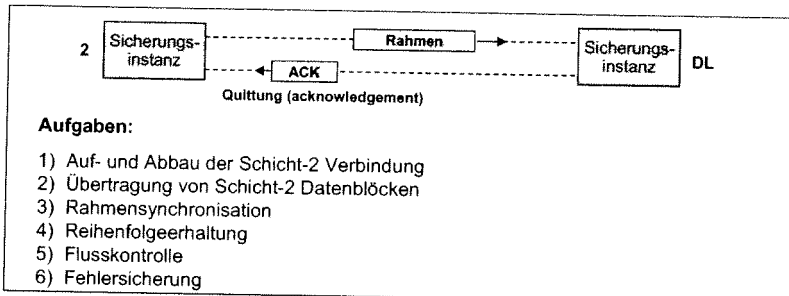 2
Sicherungs-
instanz
Rahmen
Sicherungs-
instanz
DL
ACK
Quittung (acknowledgement)
Aufgaben:
1) Auf- und Abbau der Schicht-2 Verbindung
2) Übertragung von Schicht-2 Datenblöcken
3) Rahmensynchronisation
4) Reihenfolgeerhaltung
5) Flusskontrolle
6) Fehlersicherung